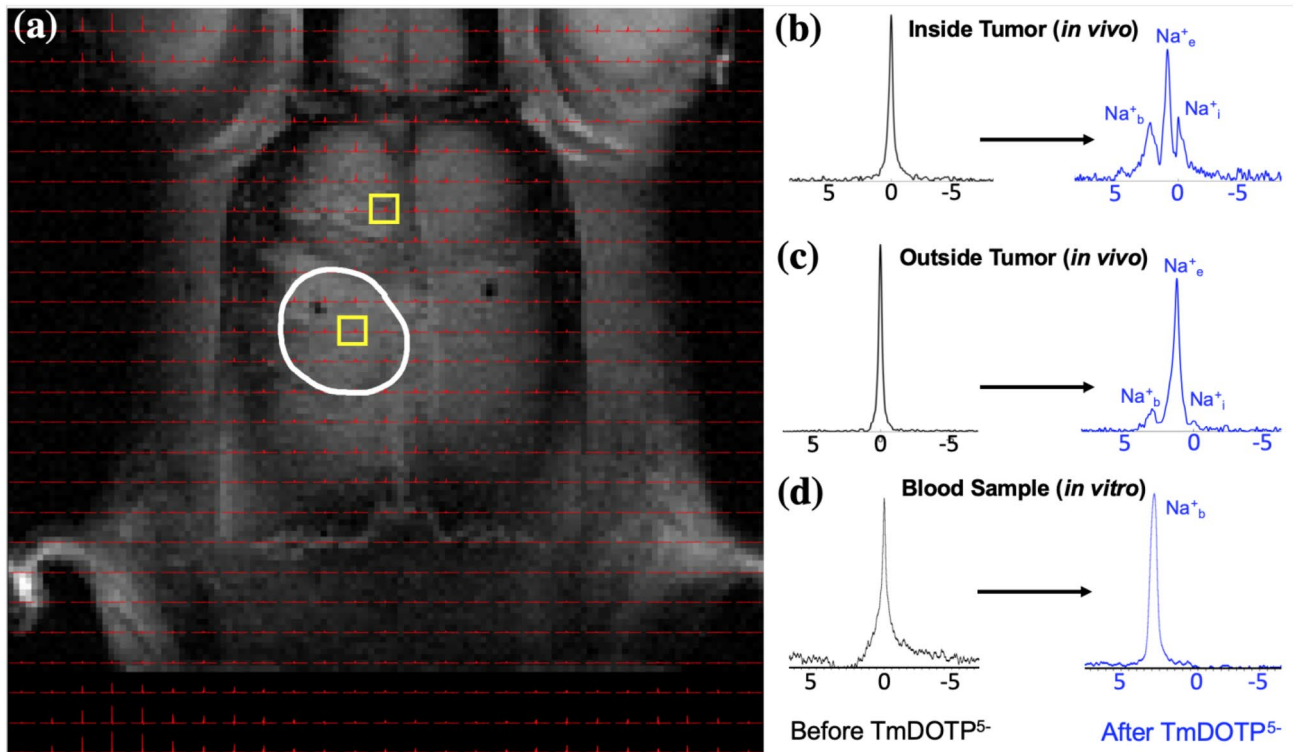 (a)
(b) Inside Tumor (in vivo)
Na⁺b Na⁺e Na⁺i
5 0 -5 5 0 -5
(c) Outside Tumor (in vivo)
Na⁺e
Na⁺b Na⁺i
5 0 -5 5 0 -5
(d) Blood Sample (in vitro)
Na⁺b
5 0 -5 5 0 -5
Before TmDOTP⁵⁻ After TmDOTP⁵⁻